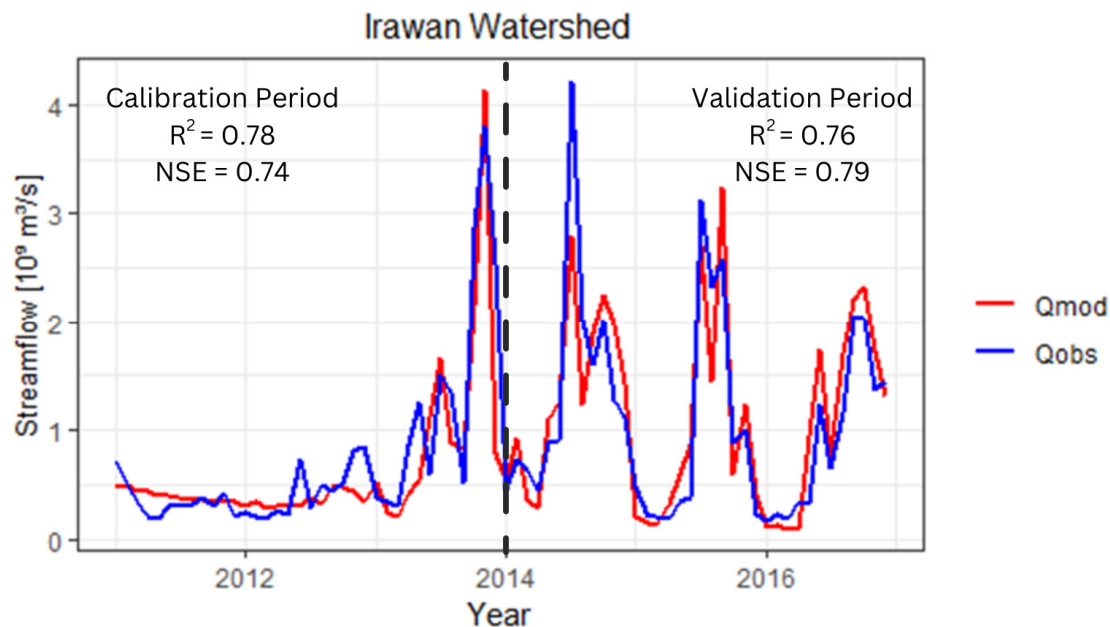 Irawan Watershed
Calibration Period
R² = 0.78
NSE = 0.74
Validation Period
R² = 0.76
NSE = 0.79
Streamflow [10⁹ m³/s]
4
3
2
1
0
2012
2014
2016
Year
Qmod
Qobs